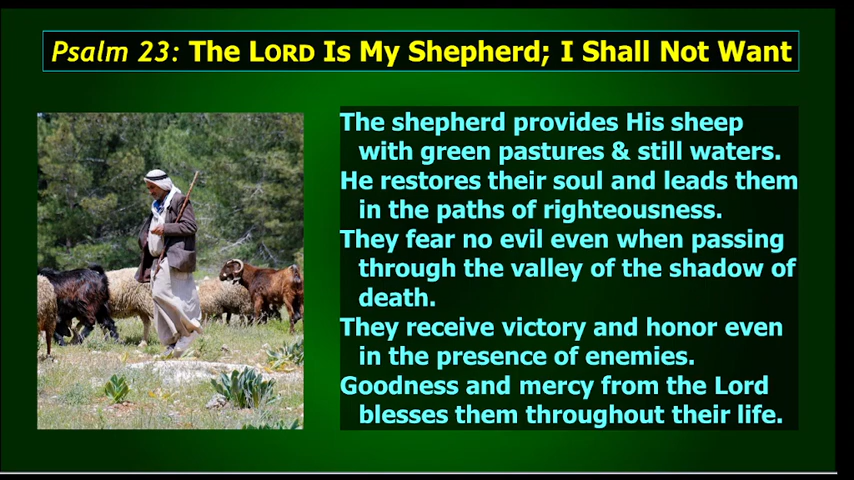 Psalm 23: The LORD Is My Shepherd; I Shall Not Want
The shepherd provides His sheep
with green pastures & still waters.
He restores their soul and leads them
in the paths of righteousness.
They fear no evil even when passing
through the valley of the shadow of
death.
They receive victory and honor even
in the presence of enemies.
Goodness and mercy from the Lord
blesses them throughout their life.